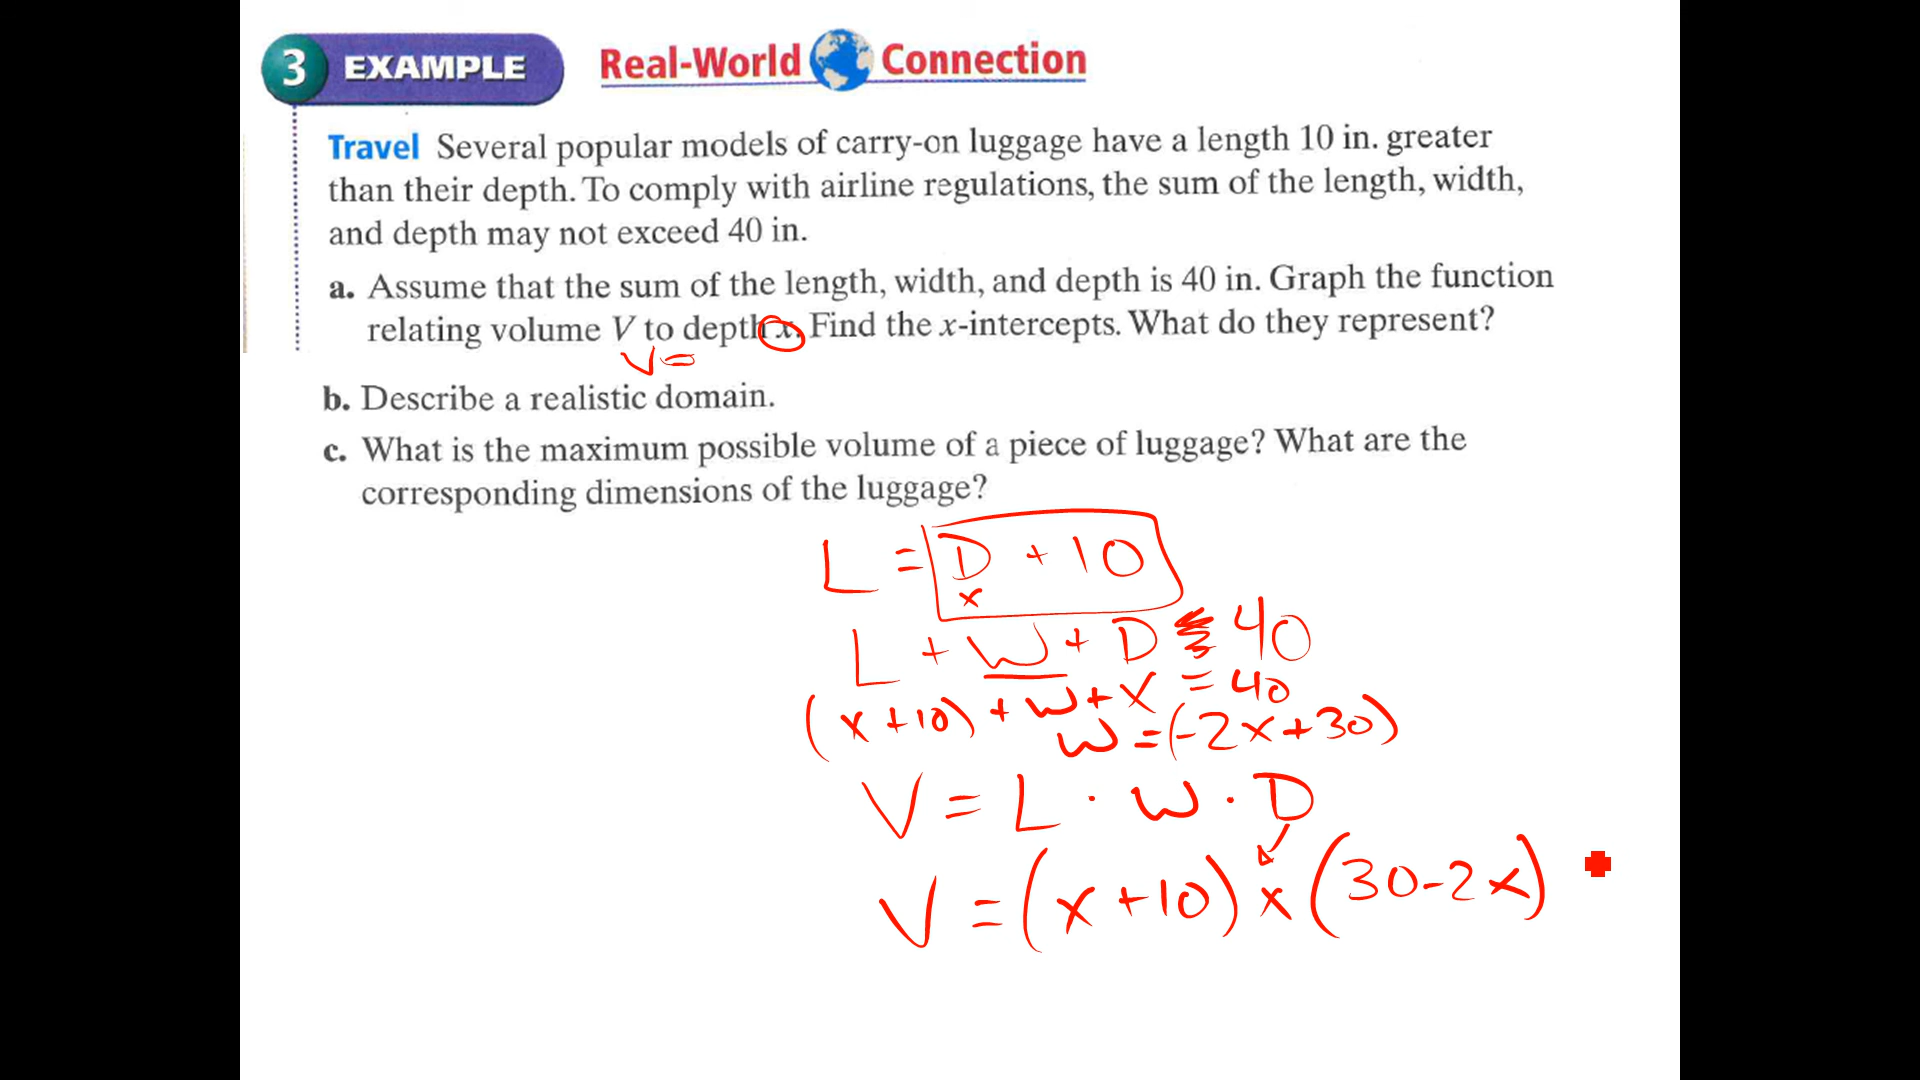 3 EXAMPLE Real-World Connection
Travel Several popular models of carry-on luggage have a length 10 in. greater
than their depth. To comply with airline regulations, the sum of the length, width,
and depth may not exceed 40 in.
a. Assume that the sum of the length, width, and depth is 40 in. Graph the function
relating volume V to depth x. Find the x-intercepts. What do they represent?
V=
b. Describe a realistic domain.
c. What is the maximum possible volume of a piece of luggage? What are the
corresponding dimensions of the luggage?
L = D + 10
x
L + W + D 40
(x+10) + W + X = 40
W = (-2x+30)
V = L · W · D
V = (x+10) x (30-2x)